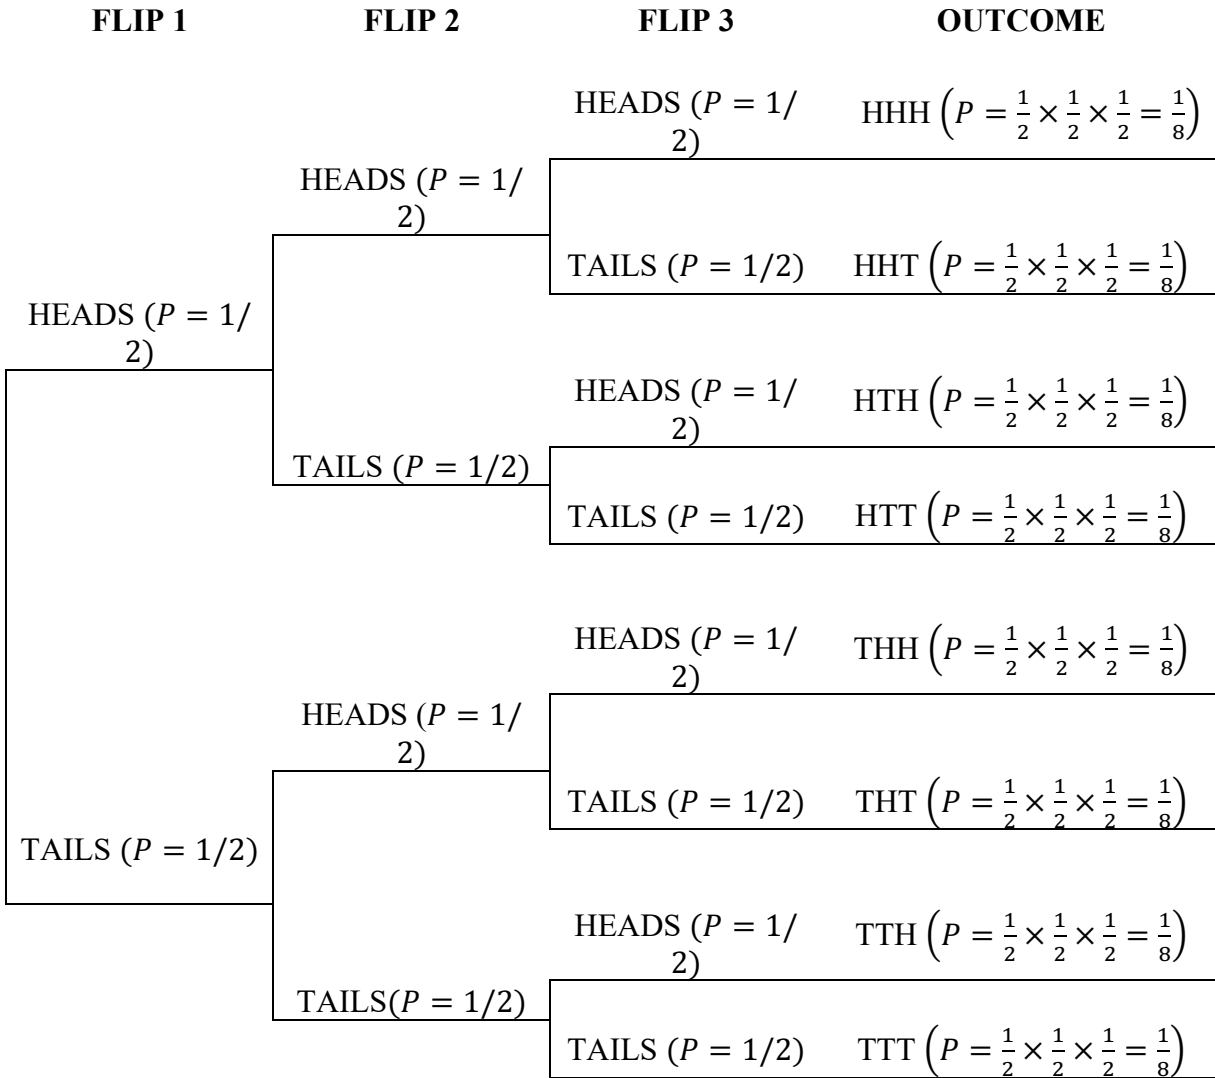 FLIP 1 FLIP 2 FLIP 3 OUTCOME
HEADS (P = 1/
2)
HHH (P = 1/2 × 1/2 × 1/2 = 1/8)
HEADS (P = 1/
2)
TAILS (P = 1/2) HHT (P = 1/2 × 1/2 × 1/2 = 1/8)
HEADS (P = 1/
2)
HEADS (P = 1/
2)
HTH (P = 1/2 × 1/2 × 1/2 = 1/8)
TAILS (P = 1/2)
TAILS (P = 1/2) HTT (P = 1/2 × 1/2 × 1/2 = 1/8)
HEADS (P = 1/
2)
THH (P = 1/2 × 1/2 × 1/2 = 1/8)
HEADS (P = 1/
2)
TAILS (P = 1/2) THT (P = 1/2 × 1/2 × 1/2 = 1/8)
TAILS (P = 1/2)
HEADS (P = 1/
2)
TTH (P = 1/2 × 1/2 × 1/2 = 1/8)
TAILS(P = 1/2)
TAILS (P = 1/2) TTT (P = 1/2 × 1/2 × 1/2 = 1/8)